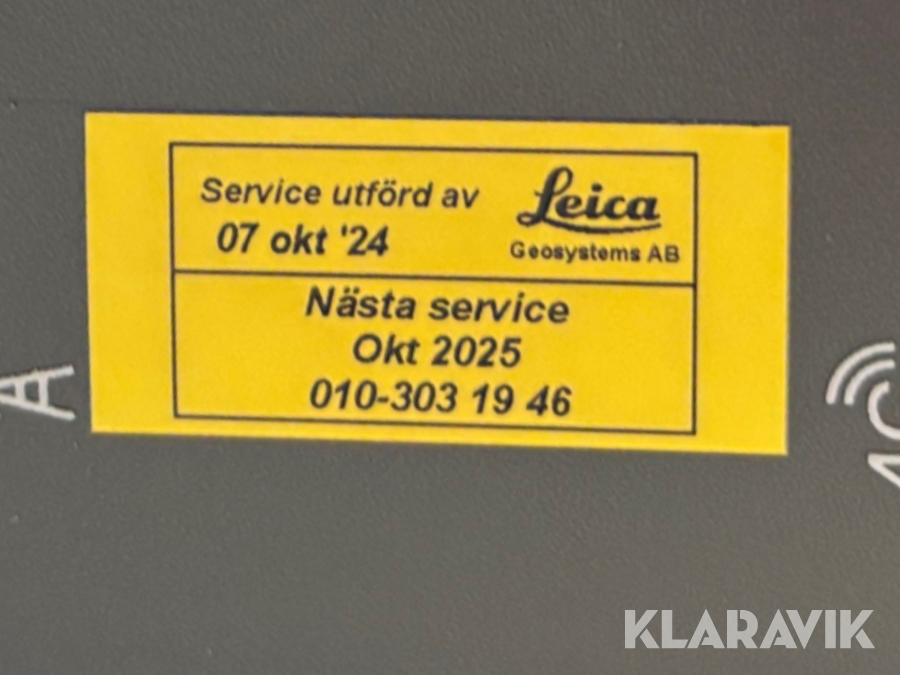 Service utförd av
07 okt '24
Leica
Geosystems AB
Nästa service
Okt 2025
010-303 19 46
A
KLARAVIK